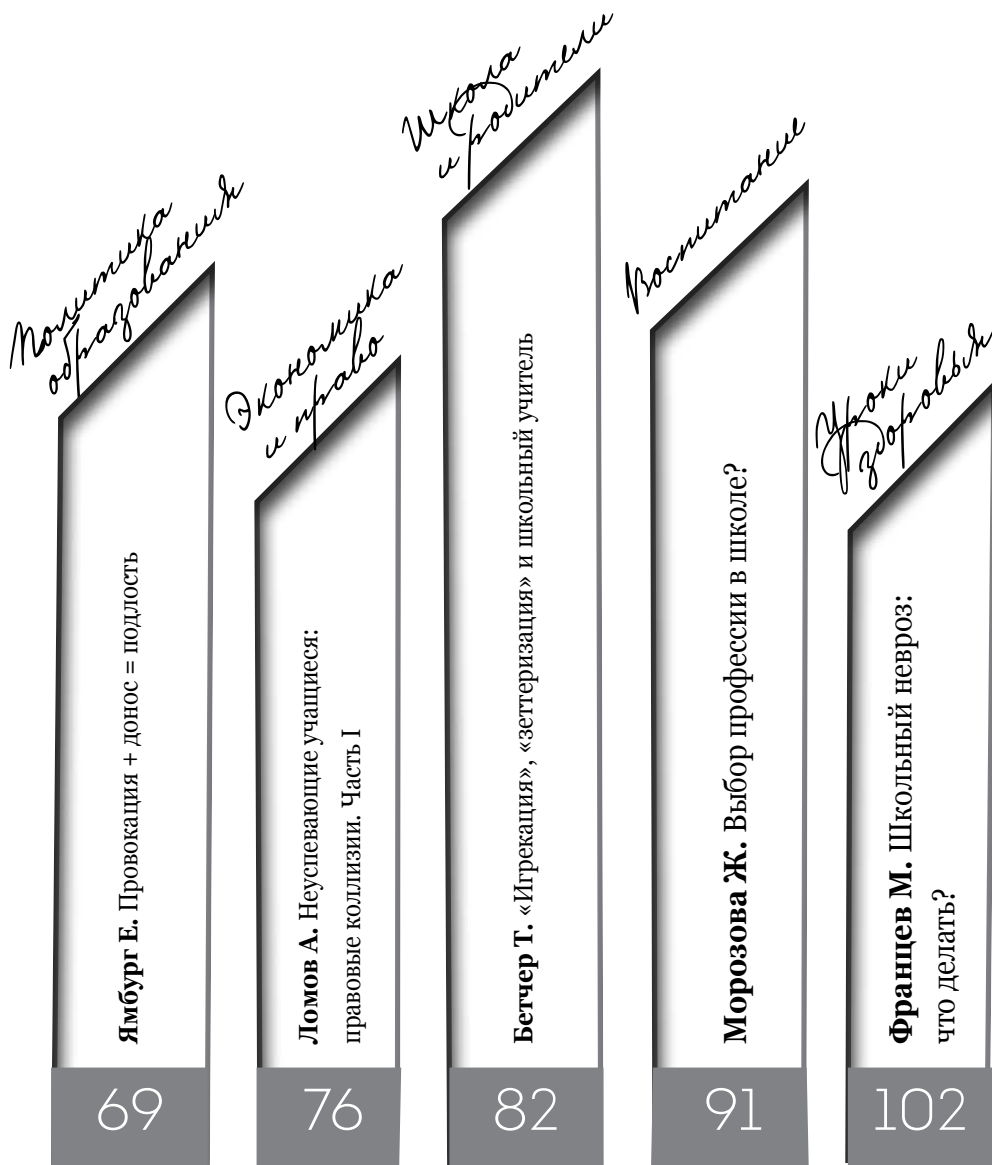 Политика
образования
Ямбург Е. Провокация + донос = подлость
69
Экономика
и право
Ломов А. Неуспевающие учащиеся:
правовые коллизии. Часть I
76
Школа
и родители
Бетчер Т. «Игрекация», «зеттеризация» и школьный учитель
82
Воспитание
Морозова Ж. Выбор профессии в школе?
91
Уроки
здоровья
Францев М. Школьный невроз:
что делать?
102